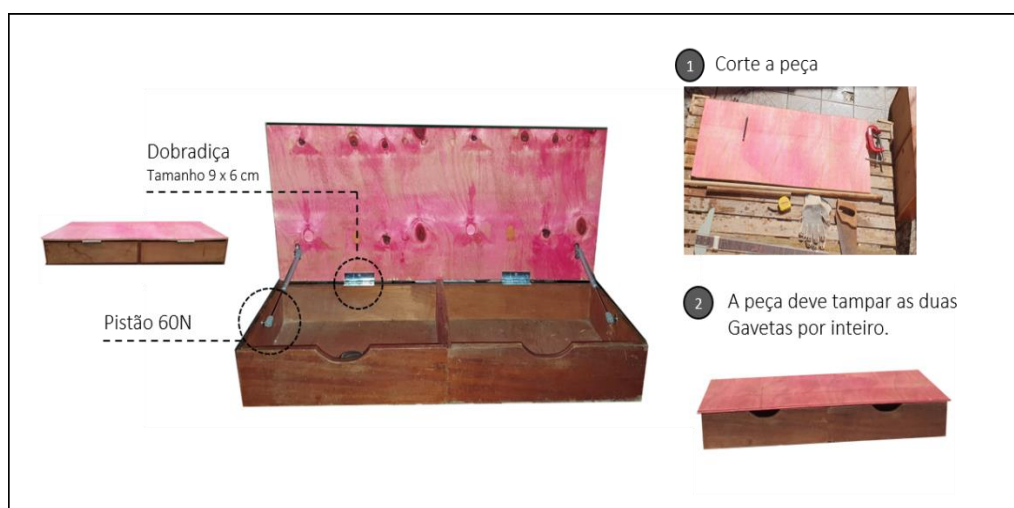 1 Corte a peça
Dobradiça
Tamanho 9 x 6 cm
Pistão 60N
2 A peça deve tampar as duas
Gavetas por inteiro.